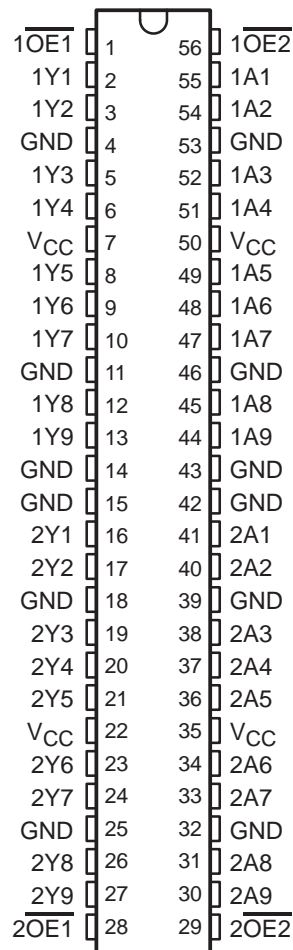 1OE1 1 56 1OE2
1Y1 2 55 1A1
1Y2 3 54 1A2
GND 4 53 GND
1Y3 5 52 1A3
1Y4 6 51 1A4
VCC 7 50 VCC
1Y5 8 49 1A5
1Y6 9 48 1A6
1Y7 10 47 1A7
GND 11 46 GND
1Y8 12 45 1A8
1Y9 13 44 1A9
GND 14 43 GND
GND 15 42 GND
2Y1 16 41 2A1
2Y2 17 40 2A2
GND 18 39 GND
2Y3 19 38 2A3
2Y4 20 37 2A4
2Y5 21 36 2A5
VCC 22 35 VCC
2Y6 23 34 2A6
2Y7 24 33 2A7
GND 25 32 GND
2Y8 26 31 2A8
2Y9 27 30 2A9
2OE1 28 29 2OE2